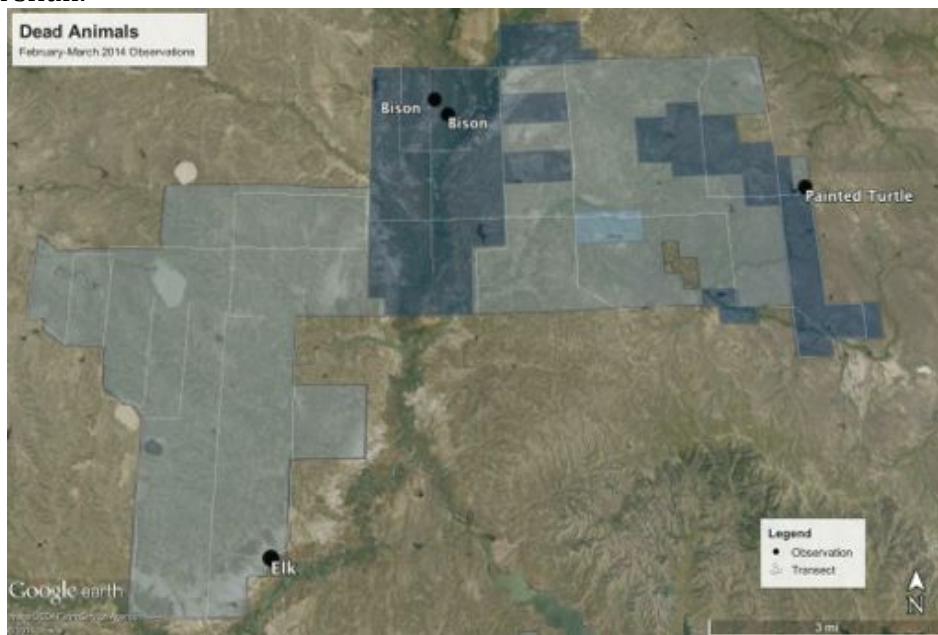 Dead Animals
February-March 2014 Observations
Bison
Bison
Painted Turtle
Elk
Legend
Observation
Transect
Google earth
N
3 mi